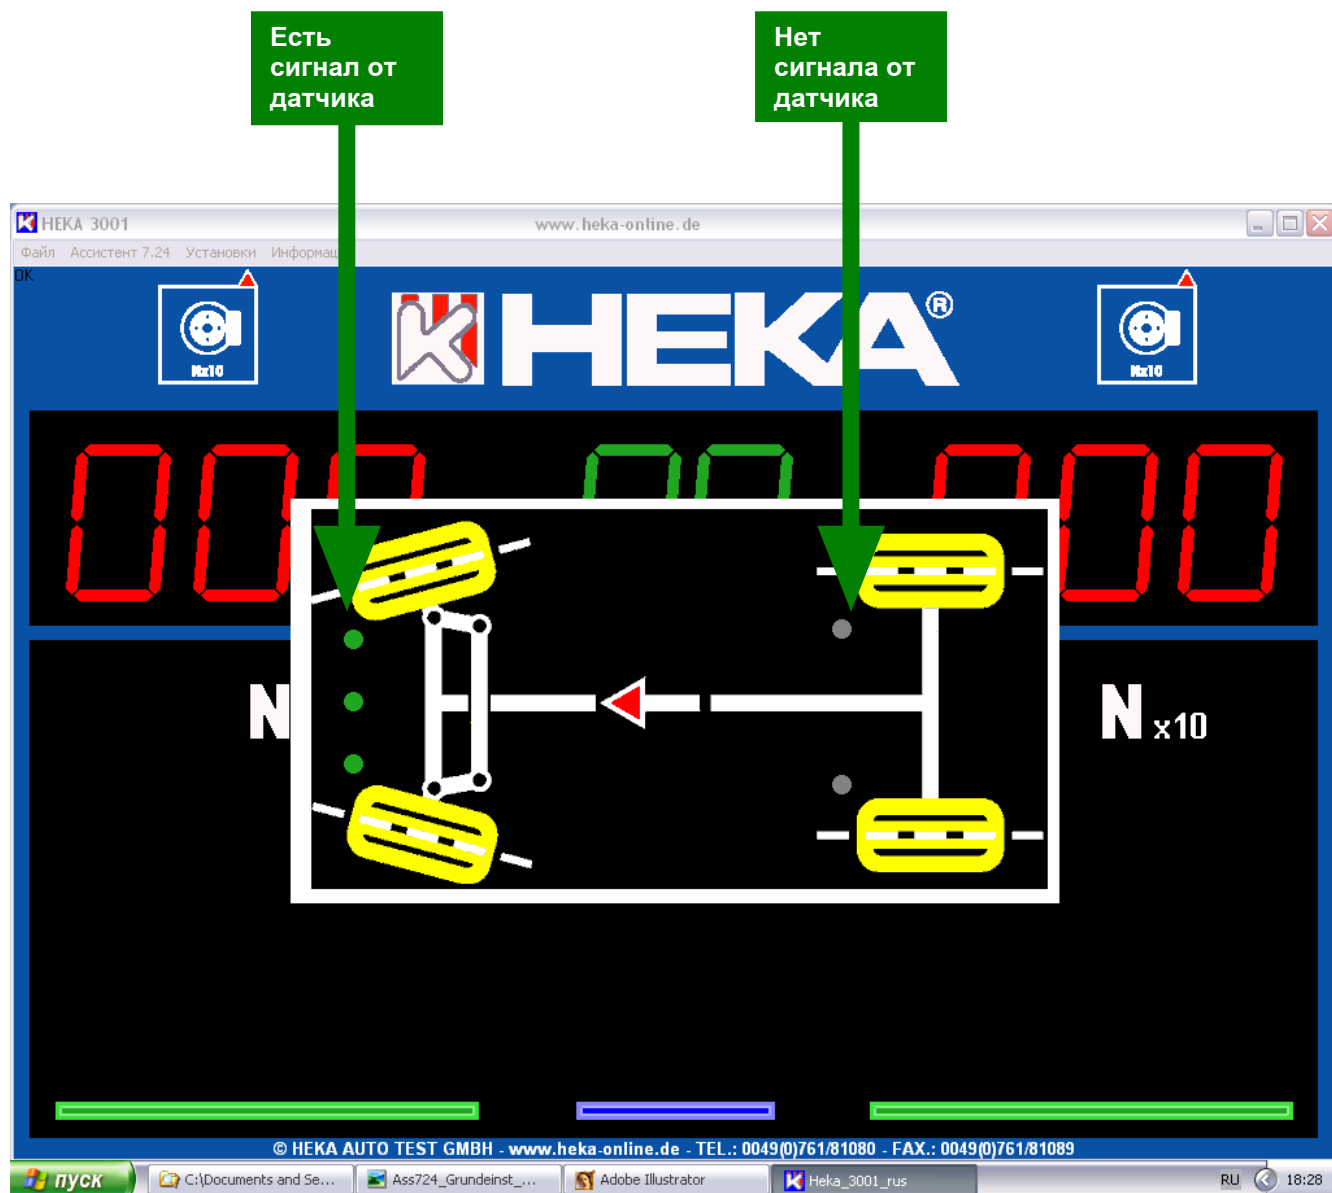 Есть
сигнал от
датчика
Нет
сигнала от
датчика
HEKA 3001
www.heka-online.de
Файл Ассистент 7.24 Установки Информац
OK
Nx10
HEKA®
Nx10
N
N x10
© HEKA AUTO TEST GMBH - www.heka-online.de - TEL.: 0049(0)761/81080 - FAX.: 0049(0)761/81089
пуск
C:\Documents and Se...
Ass724_Grundeinst_...
Adobe Illustrator
Heka_3001_rus
RU
18:28